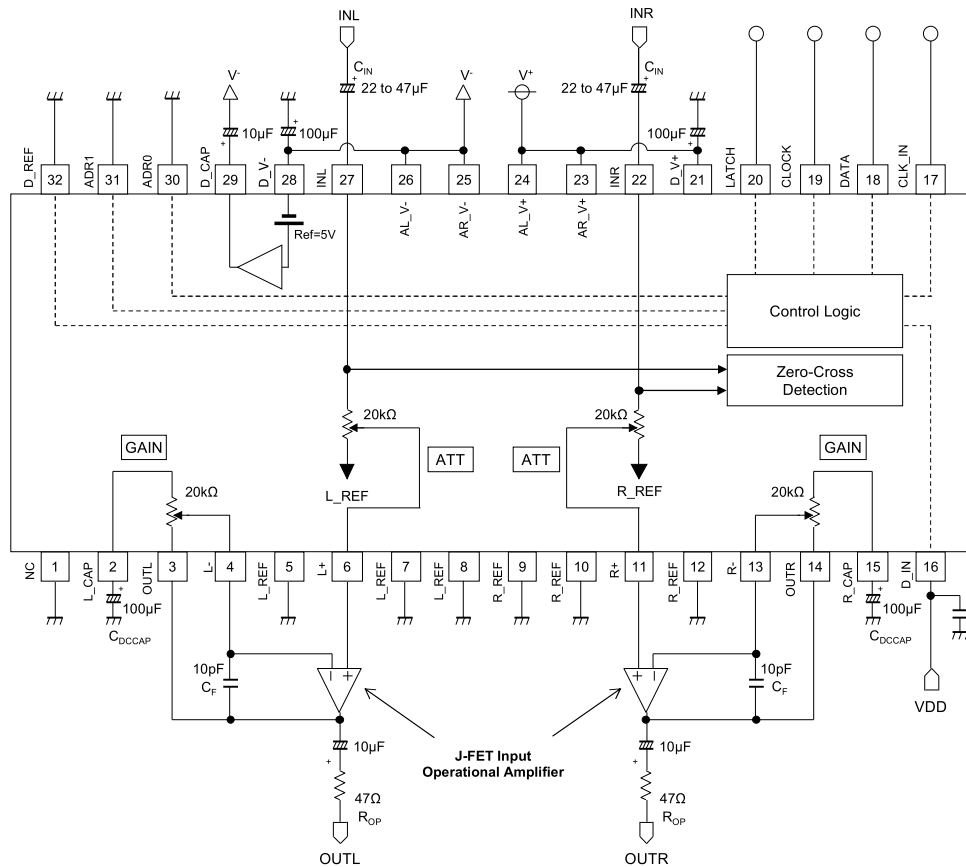 INL
INR
C_IN
22 to 47µF
C_IN
22 to 47µF
V-
V-
V+
+
+
+
+
+
10µF
100µF
100µF
D_REF
ADR1
ADR0
D_CAP
D_V-
INL
INR
D_V+
LATCH
CLOCK
DATA
CLK_IN
32
31
30
29
28
27
26
25
24
23
22
21
20
19
18
17
AL_V-
AR_V-
AL_V+
AR_V+
Ref=5V
Control Logic
Zero-Cross
Detection
20kΩ
20kΩ
GAIN
ATT
ATT
GAIN
20kΩ
L_REF
R_REF
20kΩ
1
2
3
4
5
6
7
8
9
10
11
12
13
14
15
16
NC
L_CAP
OUTL
L-
L_REF
L+
L_REF
L_REF
R_REF
R_REF
R+
R_REF
R-
OUTR
R_CAP
D_IN
+
100µF
C_DCCAP
+
100µF
C_DCCAP
10pF
C_F
− +
+ −
10pF
C_F
VDD
10µF
+
J-FET Input
Operational Amplifier
10µF
+
47Ω
R_OP
47Ω
R_OP
OUTL
OUTR